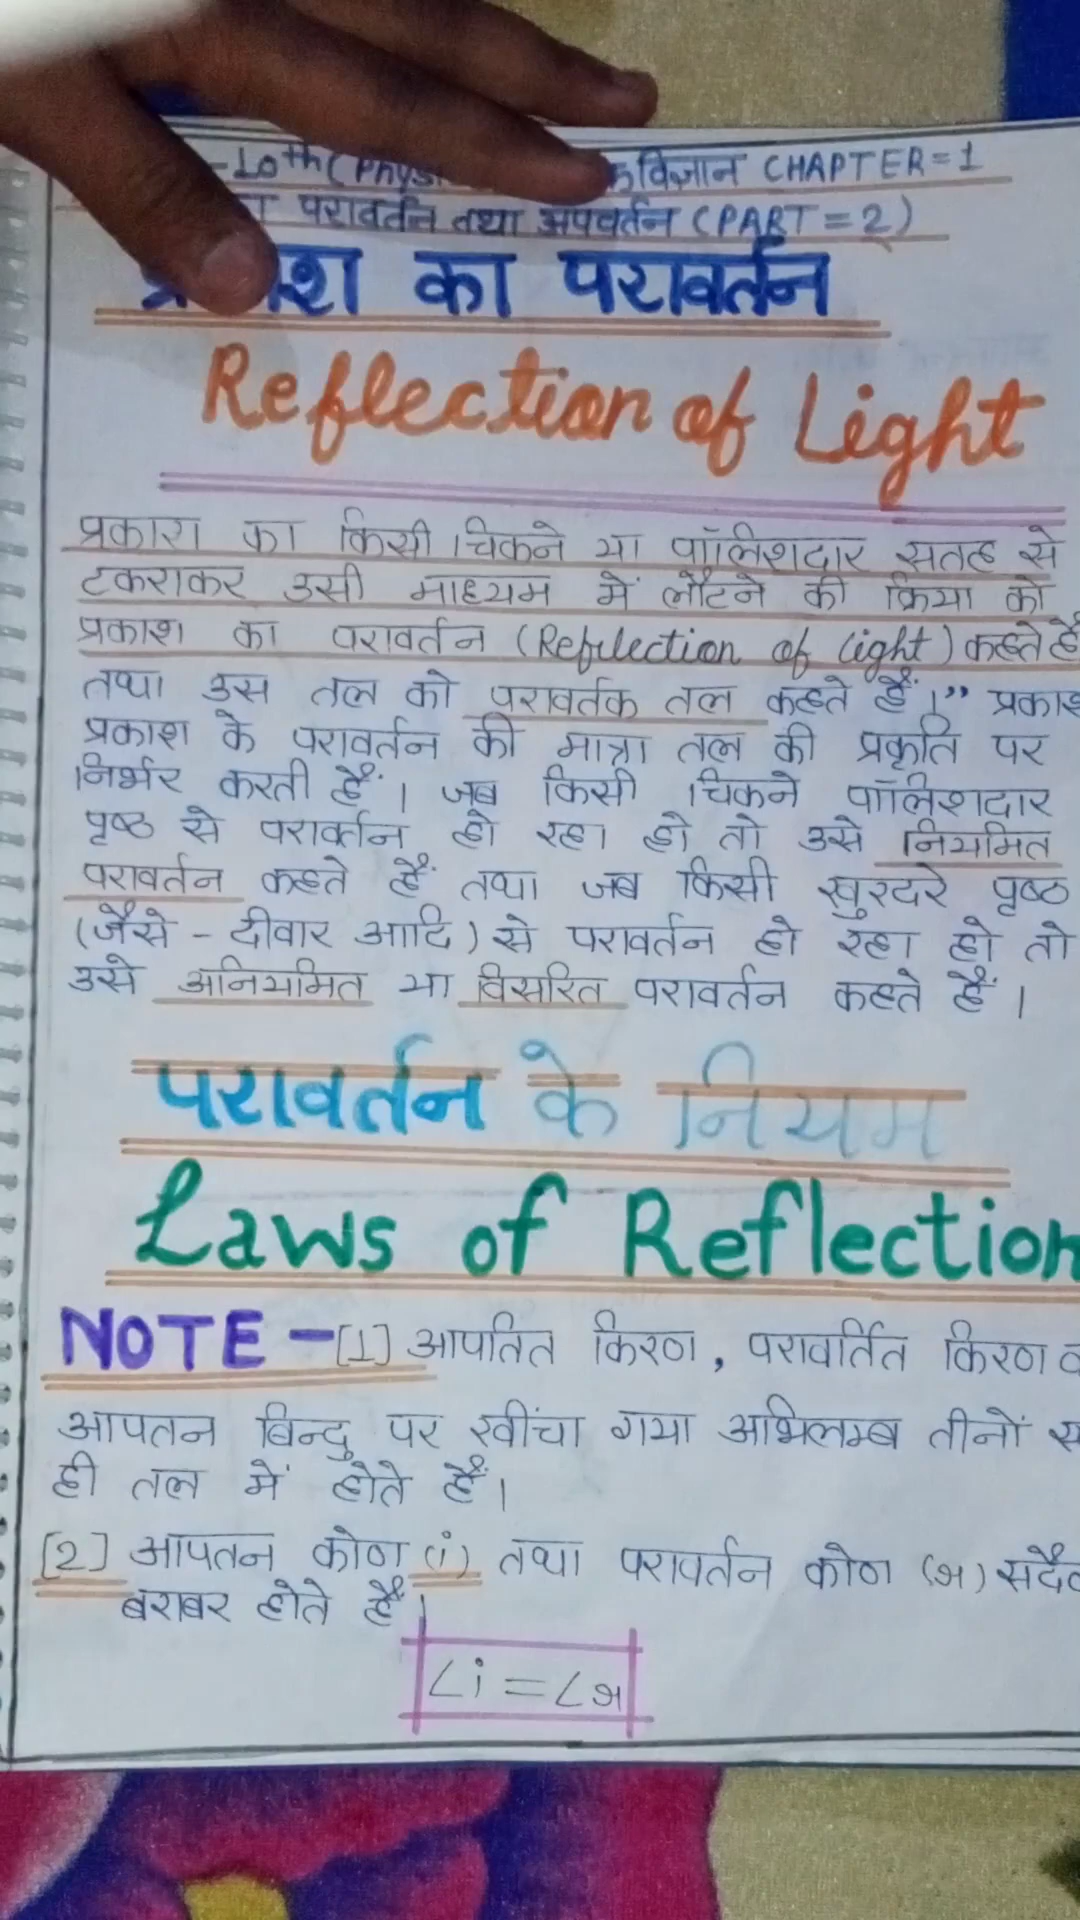 -10th (Physi विज्ञान CHAPTER=1
परावर्तन तथा अपवर्तन (PART=2)
प्रकाश का परावर्तन
Reflection of Light
प्रकाश का किसी चिकने या पॉलिशदार सतह से
टकराकर उसी माध्यम में लौटने की क्रिया को
प्रकाश का परावर्तन (Refilection of light) कहते हैं
तथा उस तल को परावर्तक तल कहते हैं।” प्रकाश
प्रकाश के परावर्तन की मात्रा तल की प्रकृति पर
निर्भर करती हैं। जब किसी चिकने पॉलिशदार
पृष्ठ से परावर्तन हो रहा हो तो उसे नियमित
परावर्तन कहते हैं तथा जब किसी खुरदरे पृष्ठ
(जैसे - दीवार आदि) से परावर्तन हो रहा हो तो
उसे अनियमित या विसरित परावर्तन कहते हैं।
परावर्तन के नियम
Laws of Reflection
NOTE - [1] आपतित किरण, परावर्तित किरण
आपतन बिन्दु पर खींचा गया अभिलम्ब तीनों
ही तल में होते हैं।
[2] आपतन कोण (i) तथा परावर्तन कोण (r) सदैव
बराबर होते हैं।
∠i = ∠r